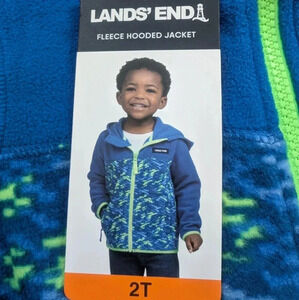 LANDS' END
FLEECE HOODED JACKET
2T